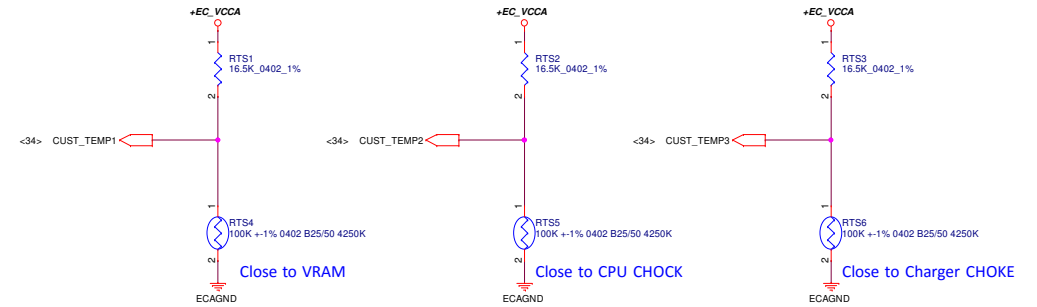 +EC_VCCA
1
RTS1
16.5K_0402_1%
2
<34> CUST_TEMP1
1
RTS4
100K +-1% 0402 B25/50 4250K
2
Close to VRAM
ECAGND
+EC_VCCA
1
RTS2
16.5K_0402_1%
2
<34> CUST_TEMP2
1
RTS5
100K +-1% 0402 B25/50 4250K
2
Close to CPU CHOCK
ECAGND
+EC_VCCA
1
RTS3
16.5K_0402_1%
2
<34> CUST_TEMP3
1
RTS6
100K +-1% 0402 B25/50 4250K
2
Close to Charger CHOKE
ECAGND